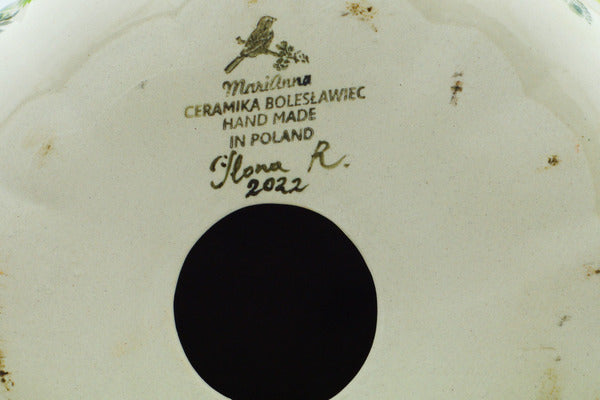 MariAnna
CERAMIKA BOLESŁAWIEC
HAND MADE
IN POLAND
Ilona R.
2022